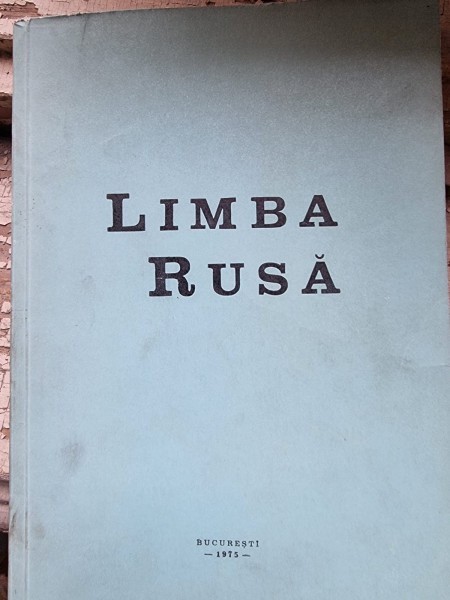 LIMBA
RUSĂ
BUCUREȘTI
— 1975 —